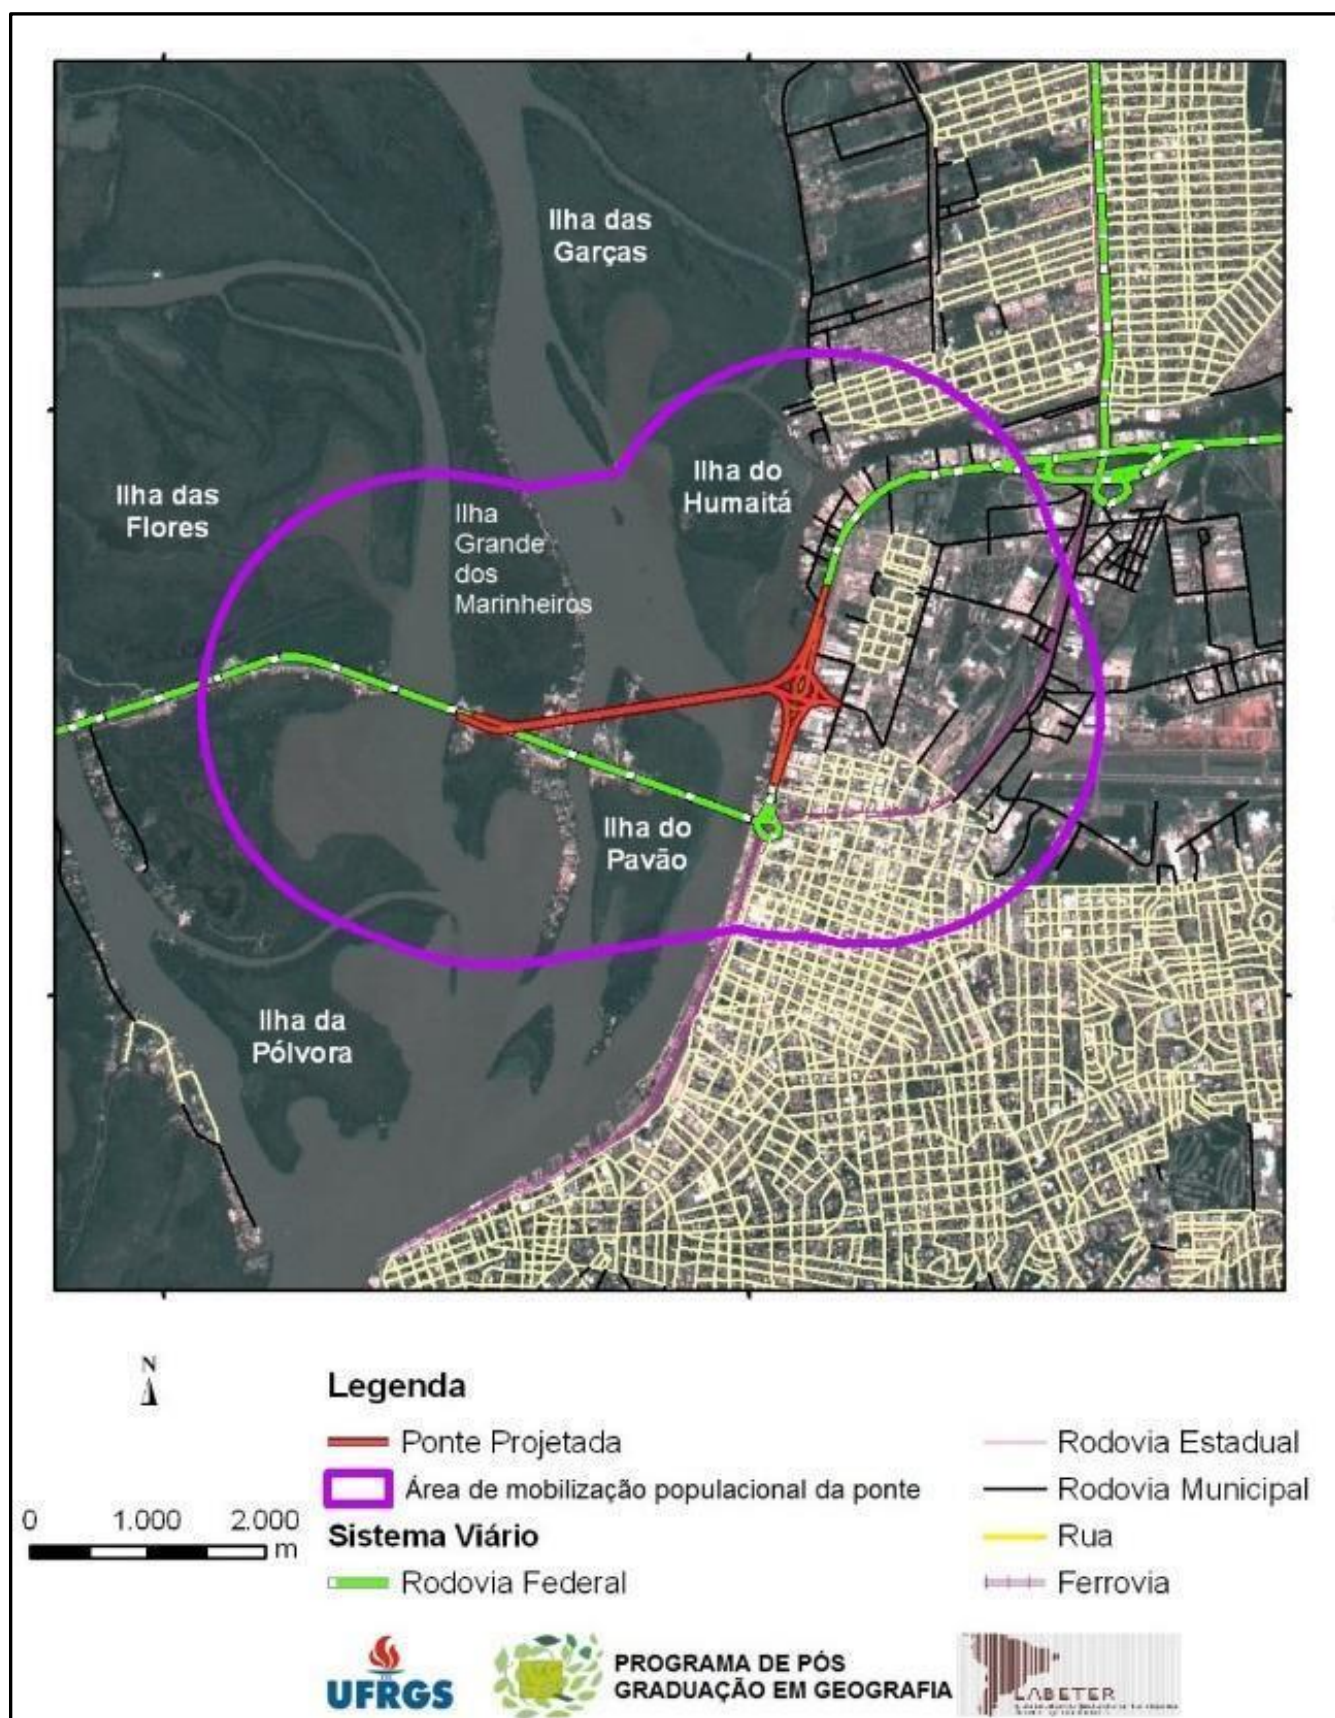 Ilha das
Garças
Ilha das
Flores
Ilha
Grande
dos
Marinheiros
Ilha do
Humaitá
Ilha do
Pavão
Ilha da
Pólvora
N
Legenda
Ponte Projetada
Área de mobilização populacional da ponte
Sistema Viário
Rodovia Federal
Rodovia Estadual
Rodovia Municipal
Rua
Ferrovia
0 1.000 2.000
m
UFRGS
PROGRAMA DE PÓS
GRADUAÇÃO EM GEOGRAFIA
LABETER